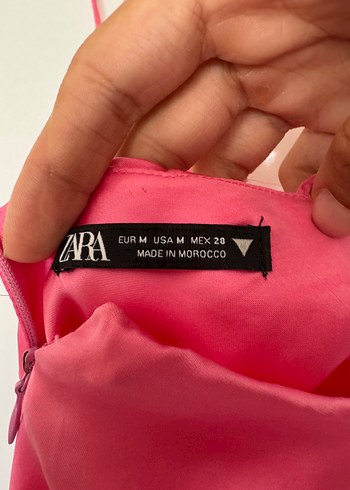 ZARA
EUR M USA M MEX 28
MADE IN MOROCCO